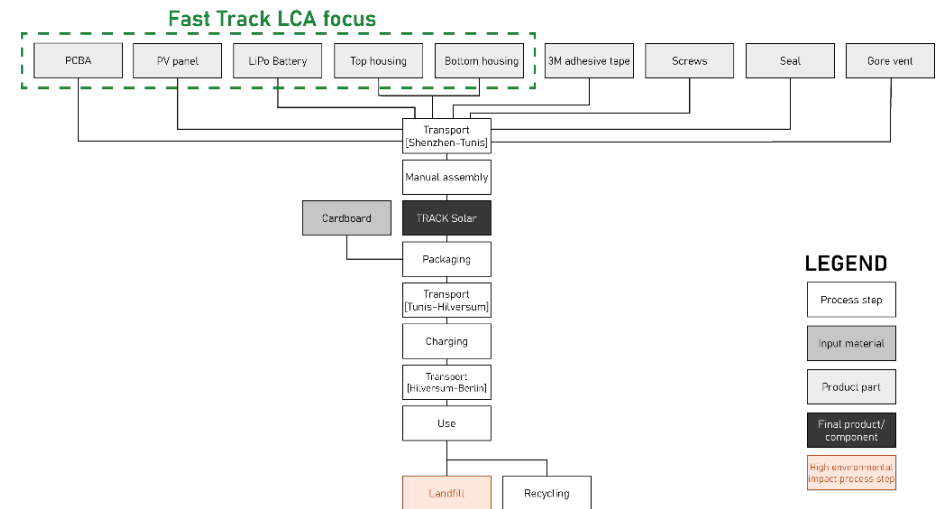 Fast Track LCA focus
PCBA
PV panel
LiPo Battery
Top housing
Bottom housing
3M adhesive tape
Screws
Seal
Gore vent
Transport
[Shenzhen-Tunis]
Manual assembly
Cardboard
TRACK Solar
Packaging
Transport
[Tunis-Hilversum]
Charging
Transport
[Hilversum-Berlin]
Use
Landfill
Recycling
LEGEND
Process step
Input material
Product part
Final product/
component
High environmental
impact process step